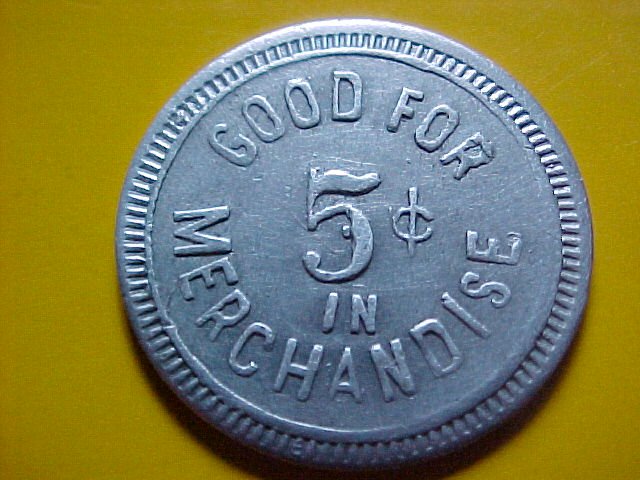 GOOD FOR
5¢
IN
MERCHANDISE